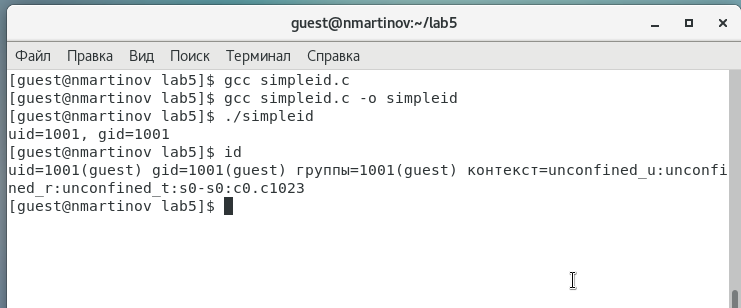 guest@nmartinov:~/lab5
Файл Правка Вид Поиск Терминал Справка
[guest@nmartinov lab5]$ gcc simpleid.c
[guest@nmartinov lab5]$ gcc simpleid.c -o simpleid
[guest@nmartinov lab5]$ ./simpleid
uid=1001, gid=1001
[guest@nmartinov lab5]$ id
uid=1001(guest) gid=1001(guest) группы=1001(guest) контекст=unconfined_u:unconfi
ned_r:unconfined_t:s0-s0:c0.c1023
[guest@nmartinov lab5]$